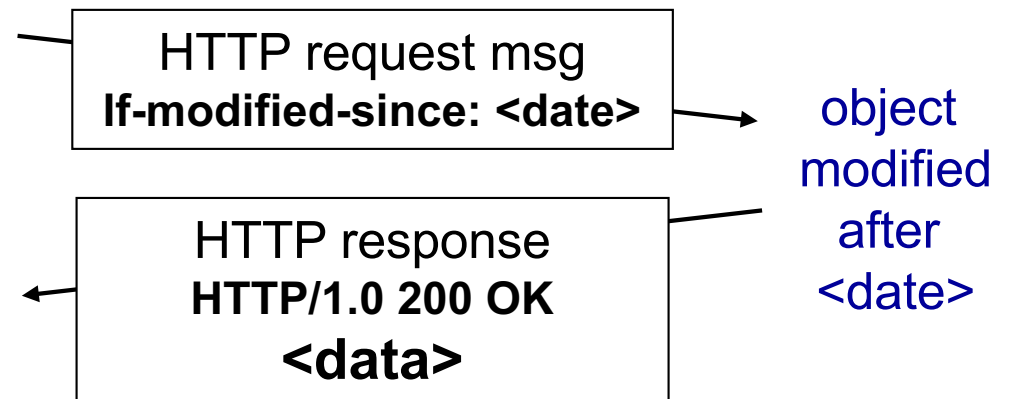 HTTP request msg
If-modified-since: <date>
object
modified
after
<date>
HTTP response
HTTP/1.0 200 OK
<data>